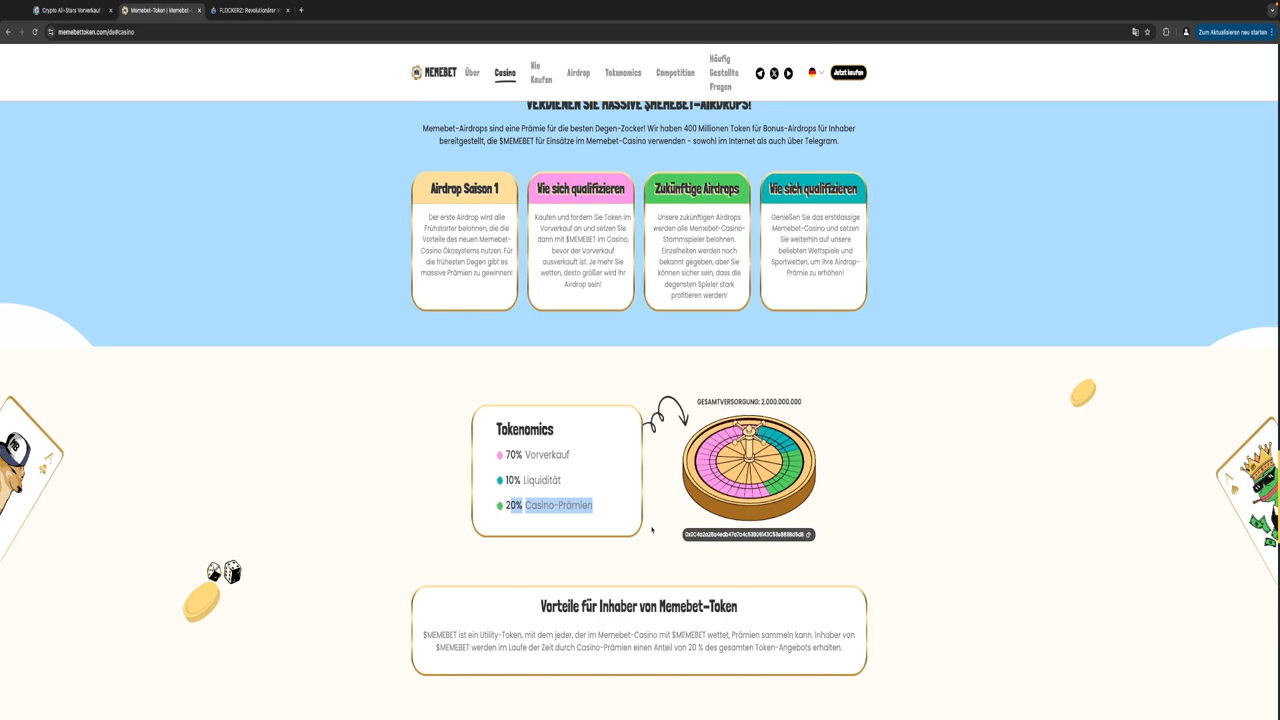 Crypto All-Stars Vorverkauf
Memebet-Token | Memebet-
FLOCKERZ: Revolutionärer V
memebettoken.com/de#casino
Zum Aktualisieren neu starten
MEMEBET
Über
Casino
Wie Kaufen
Airdrop
Tokenomics
Competition
Häufig Gestellte Fragen
Jetzt kaufen
VERDIENEN SIE MASSIVE $MEMEBET-AIRDROPS!
Memebet-Airdrops sind eine Prämie für die besten Degen-Zocker! Wir haben 400 Millionen Token für Bonus-Airdrops für Inhaber
bereitgestellt, die $MEMEBET für Einsätze im Memebet-Casino verwenden - sowohl im Internet als auch über Telegram.
Airdrop Saison 1
Der erste Airdrop wird alle
Frühstarter belohnen, die die
Vorteile des neuen Memebet-
Casino Ökosystems nutzen. Für
die frühesten Degen gibt es
massive Prämien zu gewinnen!
Wie sich qualifizieren
Kaufen und fordern Sie Token im
Vorverkauf an und setzen Sie
dann mit $MEMEBET im Casino,
bevor der Vorverkauf
ausverkauft ist. Je mehr Sie
wetten, desto größer wird Ihr
Airdrop sein!
Zukünftige Airdrops
Unsere zukünftigen Airdrops
werden alle Memebet-Casino-
Stammspieler belohnen.
Einzelheiten werden noch
bekannt gegeben, aber Sie
können sicher sein, dass die
degensten Spieler stark
profitieren werden!
Wie sich qualifizieren
Genießen Sie das erstklassige
Memebet-Casino und setzen
Sie weiterhin auf unsere
beliebten Wettspiele und
Sportwetten, um Ihre Airdrop-
Prämie zu erhöhen!
Tokenomics
70% Vorverkauf
10% Liquidität
20% Casino-Prämien
GESAMTVERSORGUNG: 2.000.000.000
Vorteile für Inhaber von Memebet-Token
$MEMEBET ist ein Utility-Token, mit dem jeder, der im Memebet-Casino mit $MEMEBET wettet, Prämien sammeln kann. Inhaber von
$MEMEBET werden im Laufe der Zeit durch Casino-Prämien einen Anteil von 20 % des gesamten Token-Angebots erhalten.